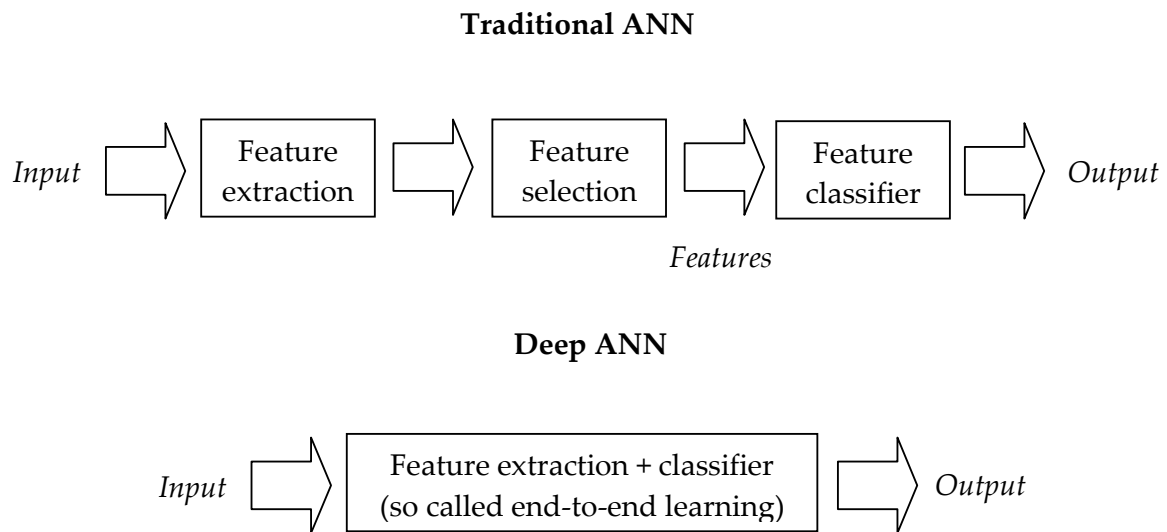 Traditional ANN
Input
Feature
extraction
Feature
selection
Feature
classifier
Output
Features
Deep ANN
Input
Feature extraction + classifier
(so called end-to-end learning)
Output